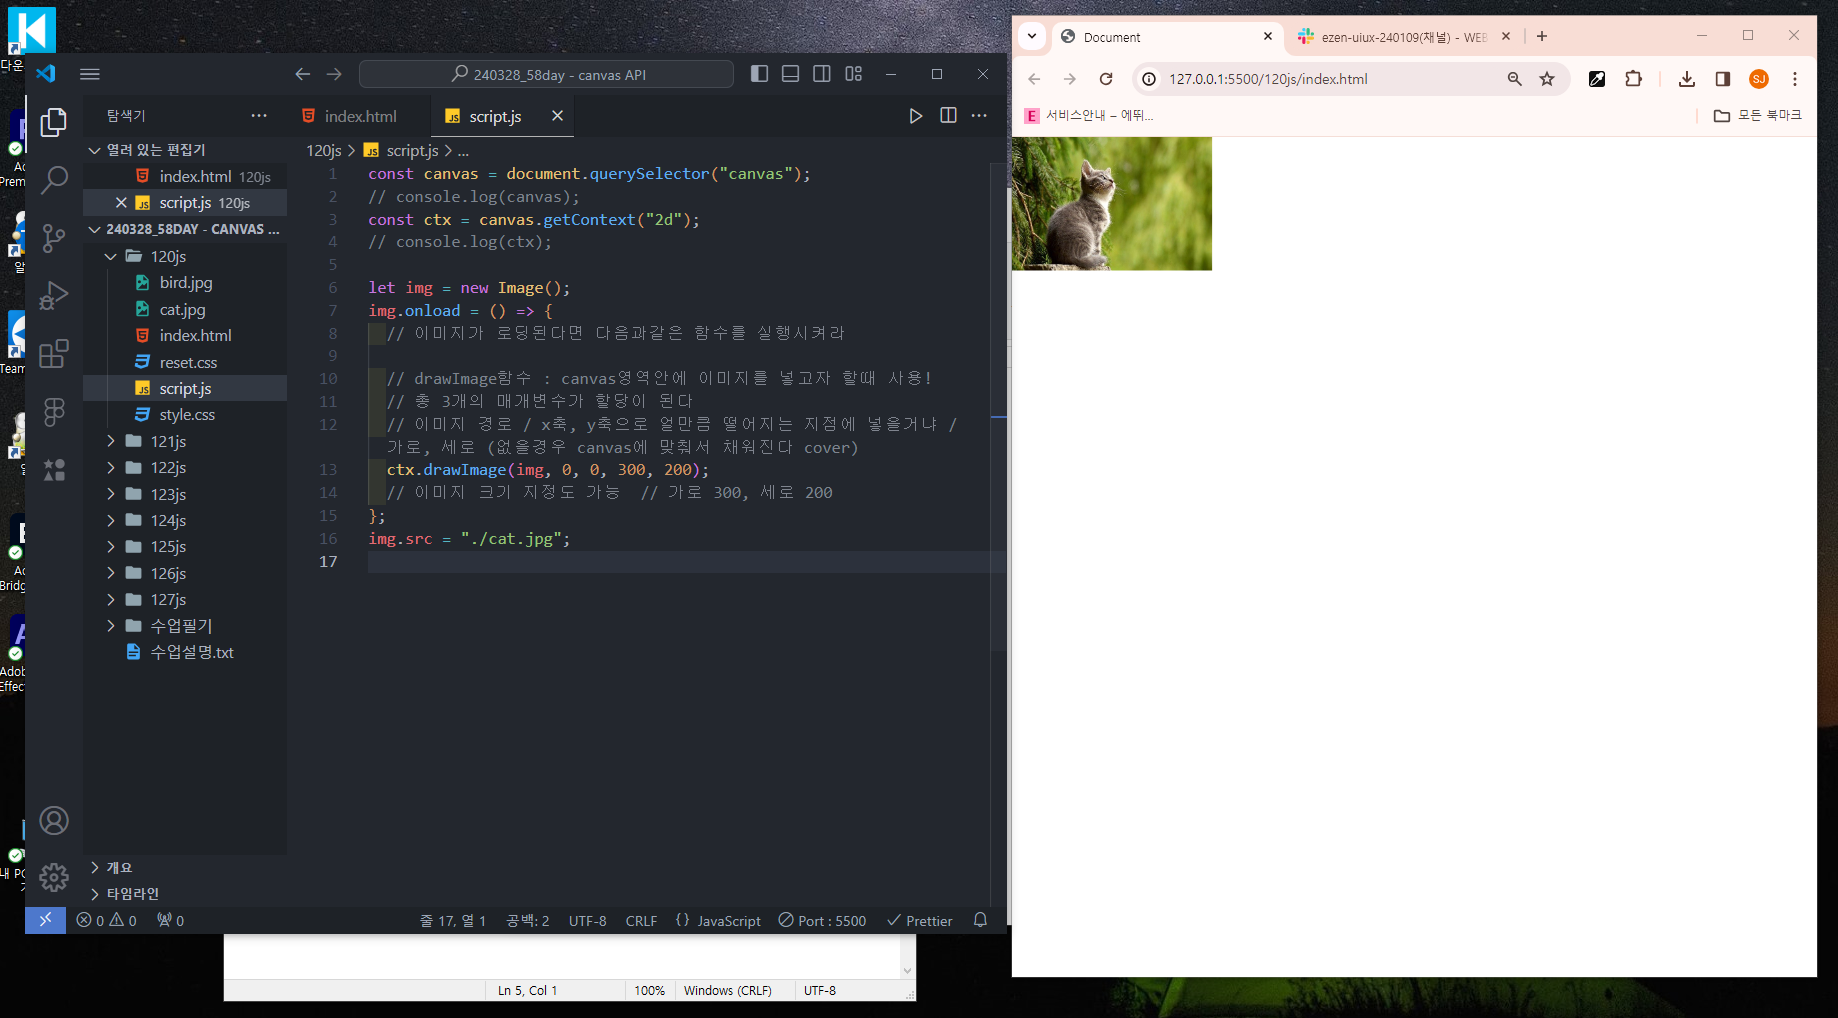 다운
Prem
알
Team
Bridg
Adob
Effec
내 PC
240328_58day - canvas API
탐색기
index.html
script.js
열려 있는 편집기
index.html 120js
script.js 120js
240328_58DAY - CANVAS ...
120js
bird.jpg
cat.jpg
index.html
reset.css
script.js
style.css
121js
122js
123js
124js
125js
126js
127js
수업필기
수업설명.txt
개요
타임라인
120js > JS script.js > ...
1 const canvas = document.querySelector("canvas");
2 // console.log(canvas);
3 const ctx = canvas.getContext("2d");
4 // console.log(ctx);
5
6 let img = new Image();
7 img.onload = () => {
8 // 이미지가 로딩된다면 다음과같은 함수를 실행시켜라
9
10 // drawImage함수 : canvas영역안에 이미지를 넣고자 할때 사용!
11 // 총 3개의 매개변수가 할당이 된다
12 // 이미지 경로 / x축, y축으로 얼만큼 떨어지는 지점에 넣을거냐 /
가로, 세로 (없을경우 canvas에 맞춰서 채워진다 cover)
13 ctx.drawImage(img, 0, 0, 300, 200);
14 // 이미지 크기 지정도 가능 // 가로 300, 세로 200
15 };
16 img.src = "./cat.jpg";
17
0 0 0
줄 17, 열 1
공백: 2
UTF-8
CRLF
{} JavaScript
Port : 5500
Prettier
Ln 5, Col 1
100%
Windows (CRLF)
UTF-8
Document
ezen-uiux-240109(채널) - WEB
127.0.0.1:5500/120js/index.html
SJ
E 서비스안내 – 에뛰...
모든 북마크